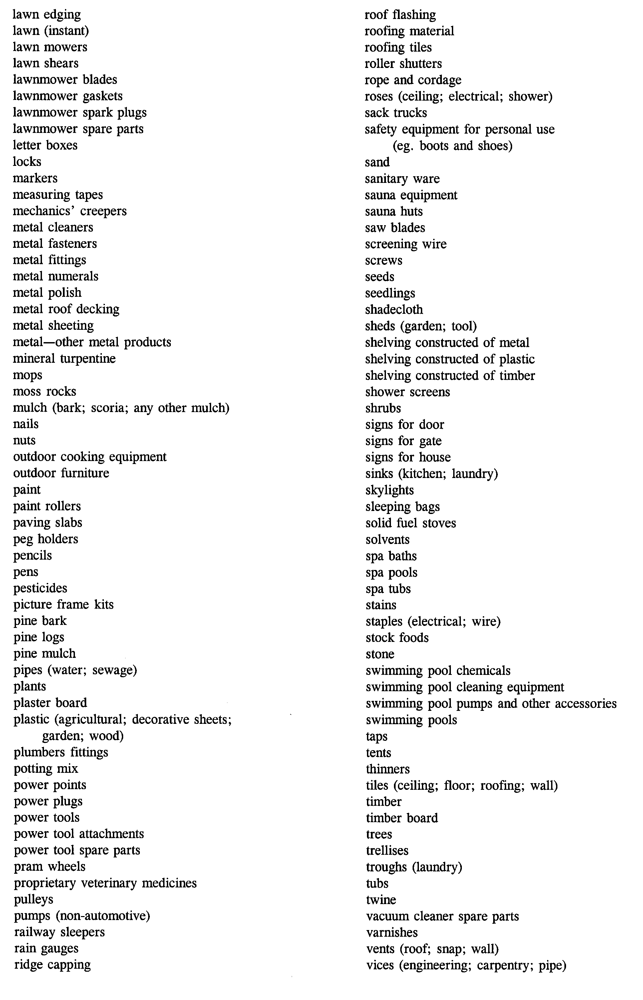 lawn edging
lawn (instant)
lawn mowers
lawn shears
lawnmower blades
lawnmower gaskets
lawnmower spark plugs
lawnmower spare parts
letter boxes
locks
markers
measuring tapes
mechanics’ creepers
metal cleaners
metal fasteners
metal fittings
metal numerals
metal polish
metal roof decking
metal sheeting
metal—other metal products
mineral turpentine
mops
moss rocks
mulch (bark; scoria; any other mulch)
nails
nuts
outdoor cooking equipment
outdoor furniture
paint
paint rollers
paving slabs
peg holders
pencils
pens
pesticides
picture frame kits
pine bark
pine logs
pine mulch
pipes (water; sewage)
plants
plaster board
plastic (agricultural; decorative sheets;
garden; wood)
plumbers fittings
potting mix
power points
power plugs
power tools
power tool attachments
power tool spare parts
pram wheels
proprietary veterinary medicines
pulleys
pumps (non-automotive)
railway sleepers
rain gauges
ridge capping
roof flashing
roofing material
roofing tiles
roller shutters
rope and cordage
roses (ceiling; electrical; shower)
sack trucks
safety equipment for personal use
(eg. boots and shoes)
sand
sanitary ware
sauna equipment
sauna huts
saw blades
screening wire
screws
seeds
seedlings
shadecloth
sheds (garden; tool)
shelving constructed of metal
shelving constructed of plastic
shelving constructed of timber
shower screens
shrubs
signs for door
signs for gate
signs for house
sinks (kitchen; laundry)
skylights
sleeping bags
solid fuel stoves
solvents
spa baths
spa pools
spa tubs
stains
staples (electrical; wire)
stock foods
stone
swimming pool chemicals
swimming pool cleaning equipment
swimming pool pumps and other accessories
swimming pools
taps
tents
thinners
tiles (ceiling; floor; roofing; wall)
timber
timber board
trees
trellises
troughs (laundry)
tubs
twine
vacuum cleaner spare parts
varnishes
vents (roof; snap; wall)
vices (engineering; carpentry; pipe)